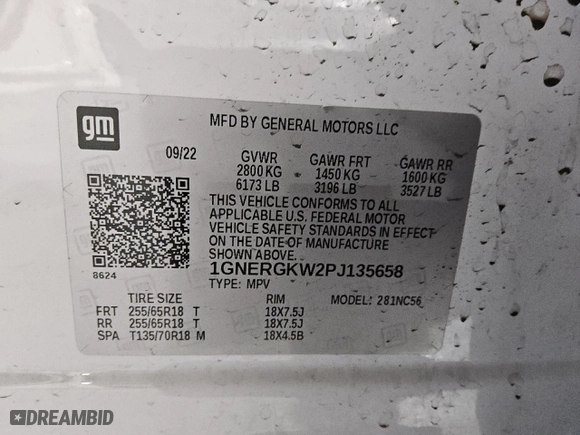 gm
MFD BY GENERAL MOTORS LLC
09/22 GVWR GAWR FRT GAWR RR
2800 KG 1450 KG 1600 KG
6173 LB 3196 LB 3527 LB
THIS VEHICLE CONFORMS TO ALL
APPLICABLE U.S. FEDERAL MOTOR
VEHICLE SAFETY STANDARDS IN EFFECT
ON THE DATE OF MANUFACTURE
SHOWN ABOVE.
8624 1GNERGKW2PJ135658
TYPE: MPV
TIRE SIZE RIM MODEL: 281NC56
FRT 255/65R18 T 18X7.5J
RR 255/65R18 T 18X7.5J
SPA T135/70R18 M 18X4.5B
DREAMBID